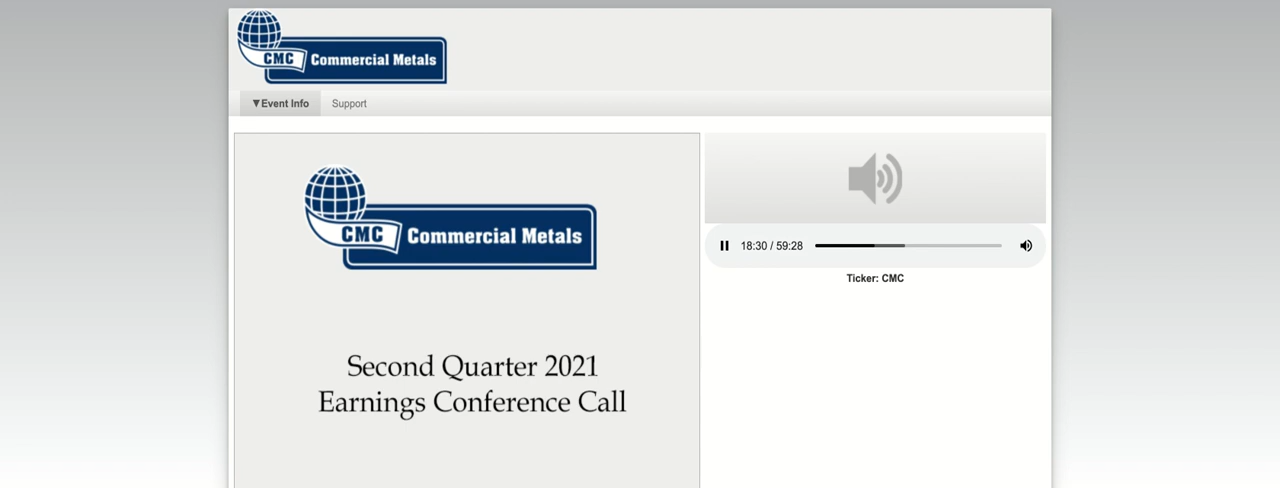 CMC Commercial Metals
▼Event Info Support
CMC Commercial Metals
Second Quarter 2021
Earnings Conference Call
18:30 / 59:28
Ticker: CMC